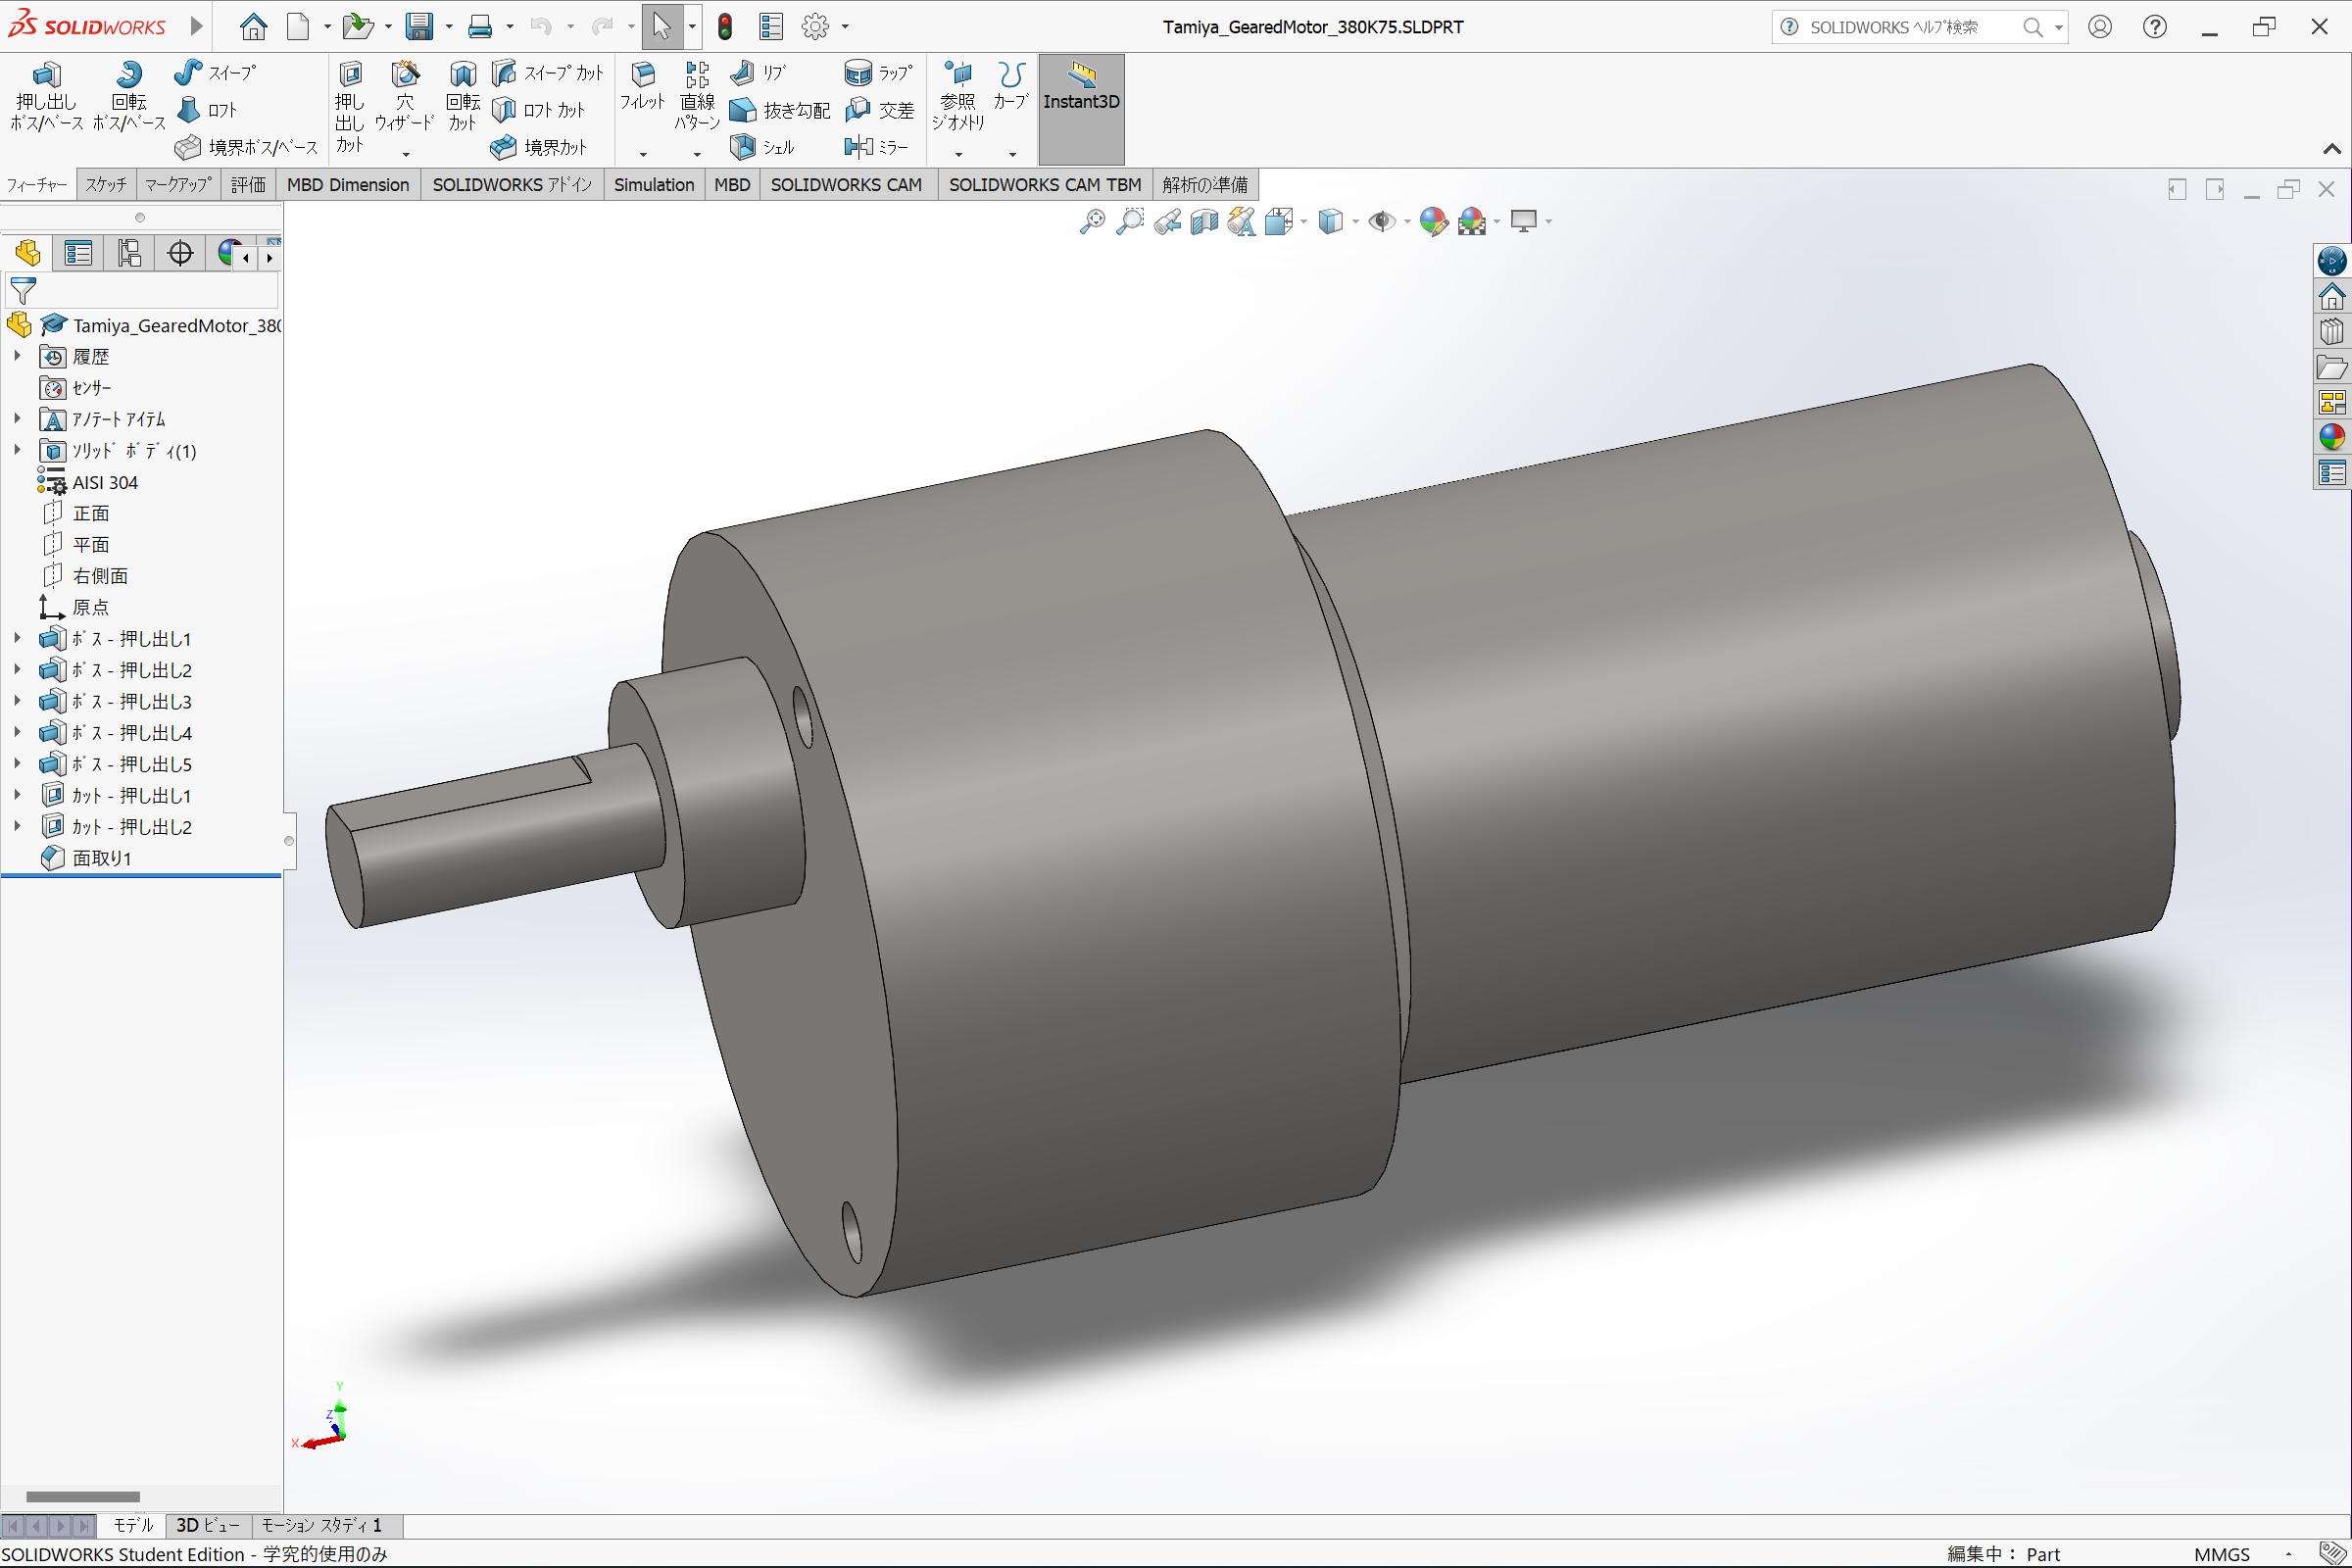 SOLIDWORKS
Tamiya_GearedMotor_380K75.SLDPRT
SOLIDWORKS ﾍﾙﾌﾟ検索
押し出し ﾎﾞｽ/ﾍﾞｰｽ
回転 ﾎﾞｽ/ﾍﾞｰｽ
ｽｲｰﾌﾟ
ﾛﾌﾄ
境界ﾎﾞｽ/ﾍﾞｰｽ
押し出しカット
穴 ｳｨｻﾞｰﾄﾞ
回転 ｶｯﾄ
ｽｲｰﾌﾟ ｶｯﾄ
ﾛﾌﾄ ｶｯﾄ
境界ｶｯﾄ
ﾌｨﾚｯﾄ
直線 ﾊﾟﾀｰﾝ
ﾘﾌﾞ
抜き勾配
ｼｪﾙ
ﾗｯﾌﾟ
交差
ﾐﾗｰ
参照 ｼﾞｵﾒﾄﾘ
ｶｰﾌﾞ
Instant3D
ﾌｨｰﾁｬｰ ｽｹｯﾁ ﾏｰｸｱｯﾌﾟ 評価 MBD Dimension SOLIDWORKS ｱﾄﾞｲﾝ Simulation MBD SOLIDWORKS CAM SOLIDWORKS CAM TBM 解析の準備
Tamiya_GearedMotor_380
履歴
ｾﾝｻｰ
ｱﾉﾃｰﾄ ｱｲﾃﾑ
ｿﾘｯﾄﾞ ﾎﾞﾃﾞｨ(1)
AISI 304
正面
平面
右側面
原点
ﾎﾞｽ - 押し出し1
ﾎﾞｽ - 押し出し2
ﾎﾞｽ - 押し出し3
ﾎﾞｽ - 押し出し4
ﾎﾞｽ - 押し出し5
ｶｯﾄ - 押し出し1
ｶｯﾄ - 押し出し2
面取り1
Y
Z
X
ﾓﾃﾞﾙ 3D ﾋﾞｭｰ ﾓｰｼｮﾝ ｽﾀﾃﾞｨ 1
SOLIDWORKS Student Edition - 学究的使用のみ
編集中： Part
MMGS